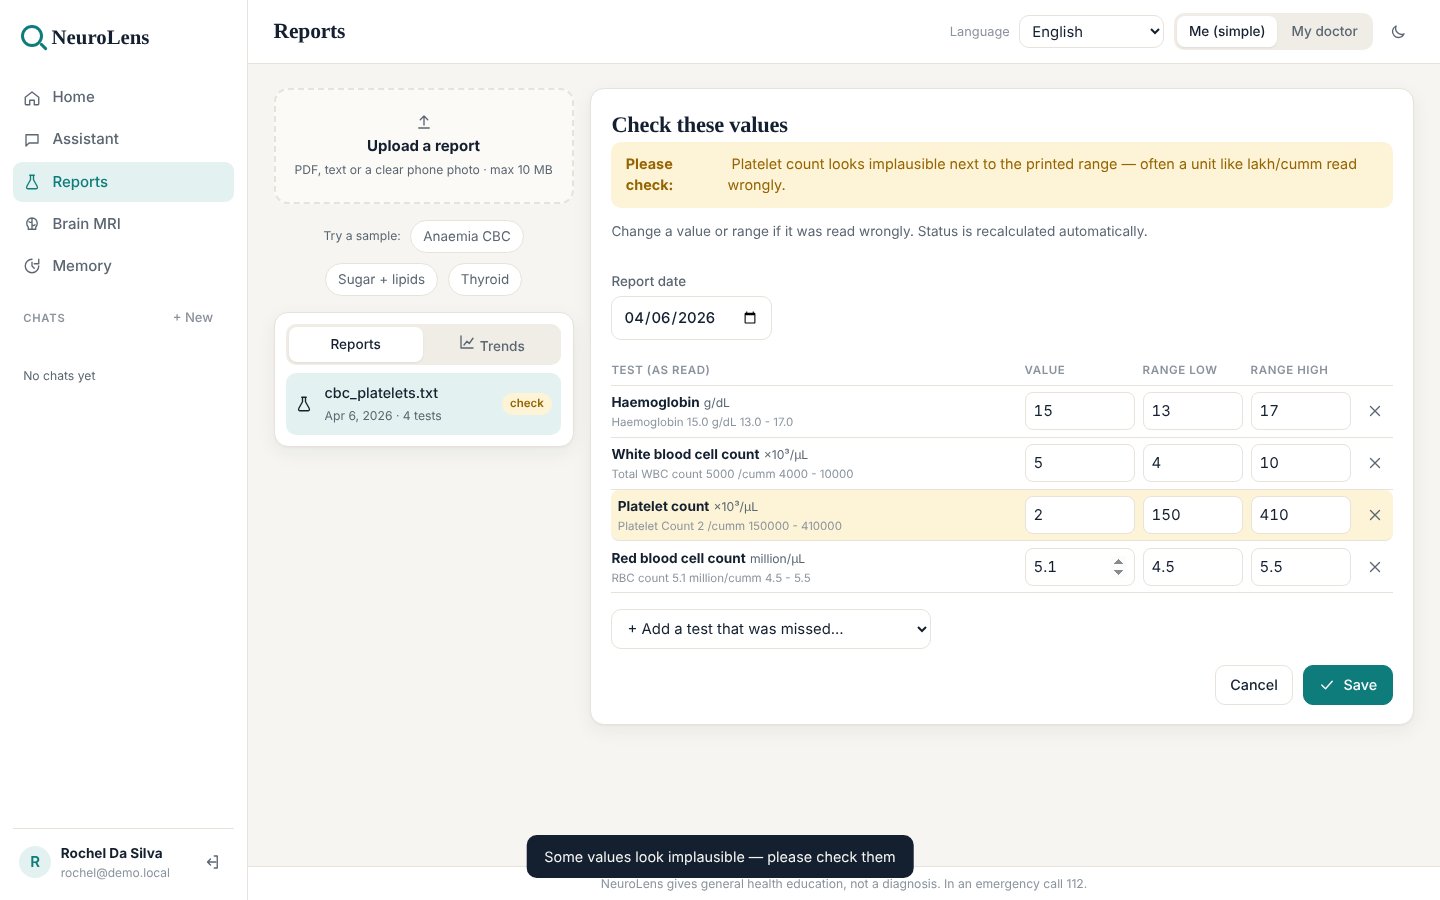 NeuroLens
Home
Assistant
Reports
Brain MRI
Memory
CHATS
+ New
No chats yet
R
Rochel Da Silva
rochel@demo.local
Reports
Language
English
Me (simple)
My doctor
Upload a report
PDF, text or a clear phone photo · max 10 MB
Try a sample:
Anaemia CBC
Sugar + lipids
Thyroid
Reports
Trends
cbc_platelets.txt
Apr 6, 2026 · 4 tests
check
Check these values
Please check:
Platelet count looks implausible next to the printed range — often a unit like lakh/cumm read
wrongly.
Change a value or range if it was read wrongly. Status is recalculated automatically.
Report date
04/06/2026
TEST (AS READ) VALUE RANGE LOW RANGE HIGH
Haemoglobin g/dL 15 13 17
Haemoglobin 15.0 g/dL 13.0 - 17.0
White blood cell count ×10³/µL 5 4 10
Total WBC count 5000 /cumm 4000 - 10000
Platelet count ×10³/µL 2 150 410
Platelet Count 2 /cumm 150000 - 410000
Red blood cell count million/µL 5.1 4.5 5.5
RBC count 5.1 million/cumm 4.5 - 5.5
+ Add a test that was missed...
Cancel
Save
Some values look implausible — please check them
NeuroLens gives general health education, not a diagnosis. In an emergency call 112.